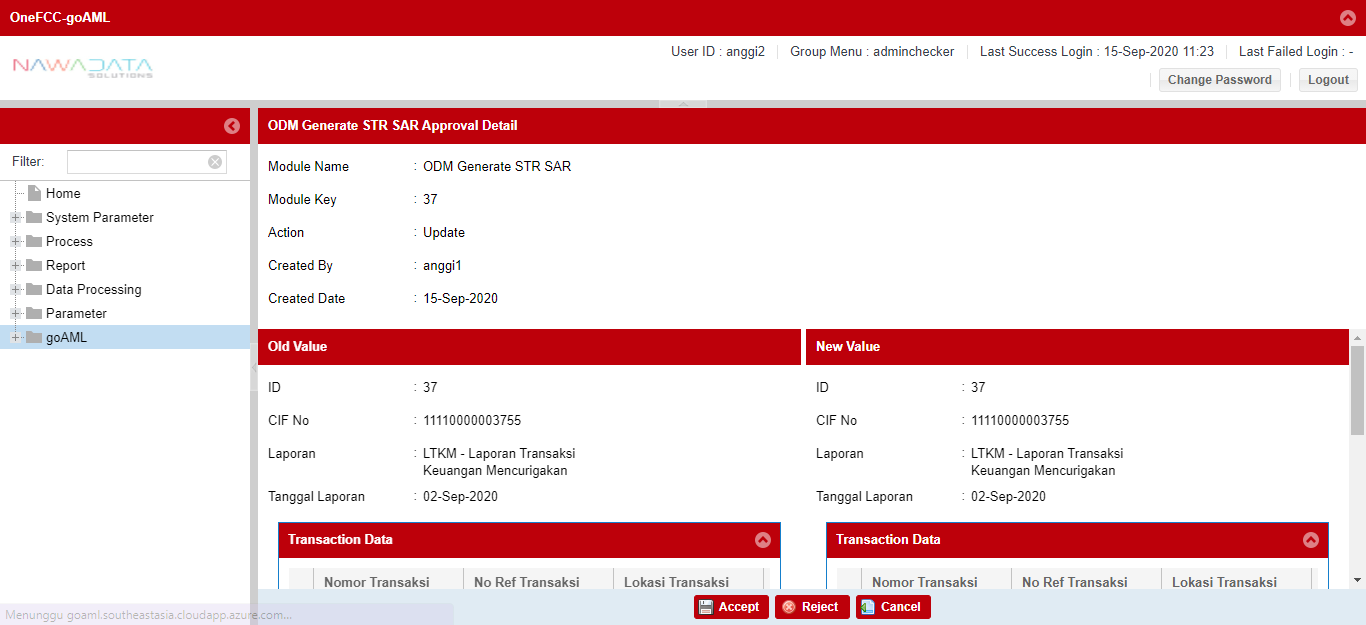 OneFCC-goAML
NAWADATA
SOLUTIONS
User ID : anggi2 Group Menu : adminchecker Last Success Login : 15-Sep-2020 11:23 Last Failed Login : -
Change Password Logout
ODM Generate STR SAR Approval Detail
Filter:
Home
System Parameter
Process
Report
Data Processing
Parameter
goAML
Module Name : ODM Generate STR SAR
Module Key : 37
Action : Update
Created By : anggi1
Created Date : 15-Sep-2020
Old Value
ID : 37
CIF No : 11110000003755
Laporan : LTKM - Laporan Transaksi
Keuangan Mencurigakan
Tanggal Laporan : 02-Sep-2020
Transaction Data
Nomor Transaksi No Ref Transaksi Lokasi Transaksi
New Value
ID : 37
CIF No : 11110000003755
Laporan : LTKM - Laporan Transaksi
Keuangan Mencurigakan
Tanggal Laporan : 02-Sep-2020
Transaction Data
Nomor Transaksi No Ref Transaksi Lokasi Transaksi
Accept Reject Cancel
Menunggu goaml.southeastasia.cloudapp.azure.com...